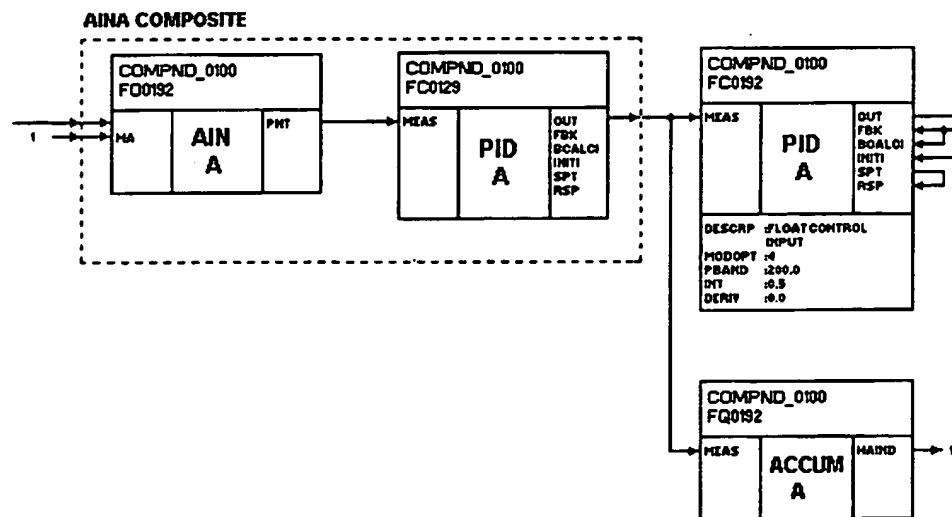 AINA COMPOSITE
COMPND_0100
FD0192
1
MA
AIN
A
PNT
COMPND_0100
FC0129
MEAS
PID
A
OUT
FBK
BCALCI
INITI
SPT
RSP
COMPND_0100
FC0192
MEAS
PID
A
OUT
FBK
BCALCI
INITI
SPT
RSP
DESCRP :FLOAT CONTROL
INPUT
MODOPT :4
PBAND :200.0
INT :0.5
DERIV :0.0
COMPND_0100
FQ0192
MEAS
ACCUM
A
MAIND
1